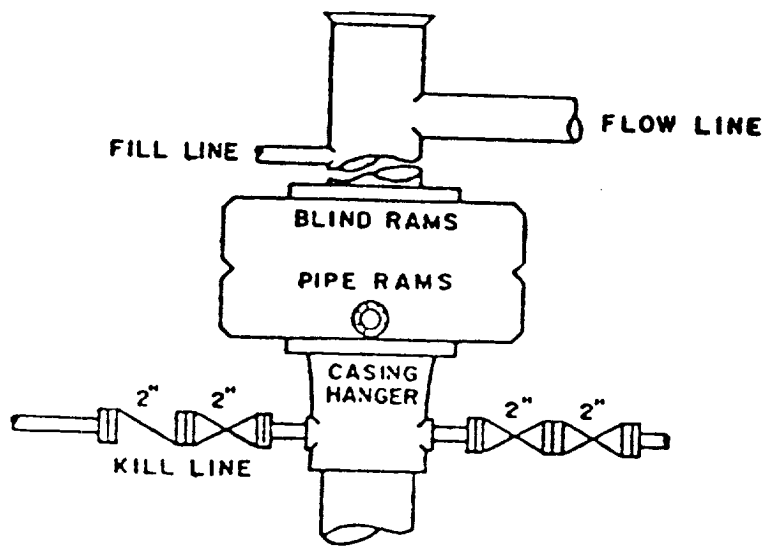 FLOW LINE
FILL LINE
BLIND RAMS
PIPE RAMS
CASING
HANGER
2" 2"
2" 2"
KILL LINE